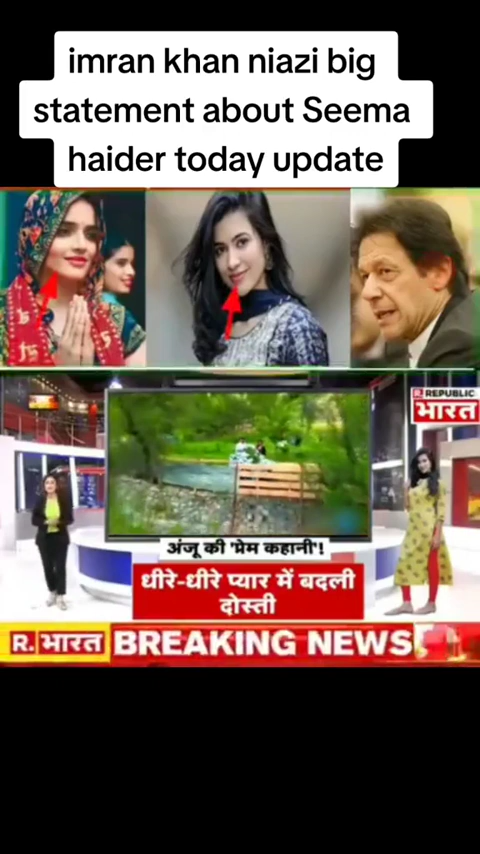 imran khan niazi big
statement about Seema
haider today update
R. REPUBLIC
भारत
अंजू की 'प्रेम कहानी'!
धीरे-धीरे प्यार में बदली
दोस्ती
R. भारत BREAKING NEWS